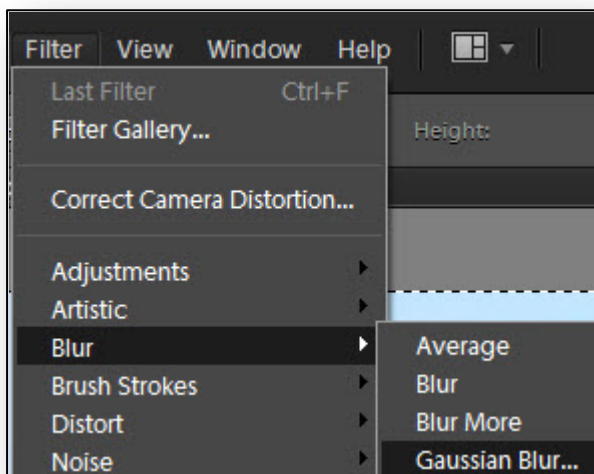 Filter View Window Help
Last Filter Ctrl+F
Filter Gallery...
Height:
Correct Camera Distortion...
Adjustments
Artistic
Blur
Brush Strokes
Distort
Noise
Average
Blur
Blur More
Gaussian Blur...